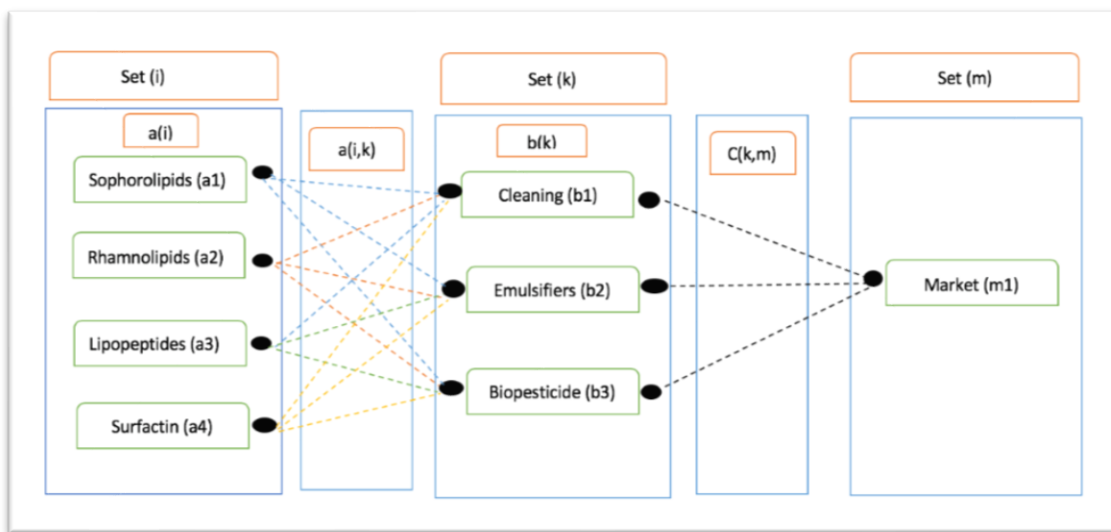 Set (i)
Set (k)
Set (m)
a(i)
a(i,k)
b(k)
C(k,m)
Sophorolipids (a1)
Cleaning (b1)
Rhamnolipids (a2)
Emulsifiers (b2)
Market (m1)
Lipopeptides (a3)
Biopesticide (b3)
Surfactin (a4)